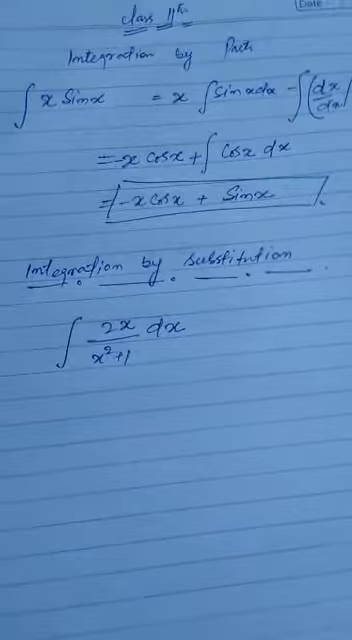 Date
class 11th
Integration by Parts
∫ x Sinx = x ∫ Sinx dx - ∫(dx/dx
= -x Cosx + ∫ Cosx dx
= -x Cosx + Sinx
Integration by substitution
∫ 2x/x²+1 dx